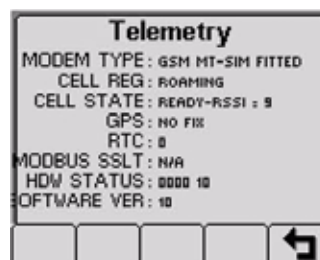 Telemetry
MODEM TYPE: GSM MT-SIM FITTED
CELL REG: ROAMING
CELL STATE: READY-RSSI : 9
GPS: NO FIX
RTC: 0
MODBUS SSLT: N/A
HDW STATUS: 0000 10
OFTWARE VER: 10